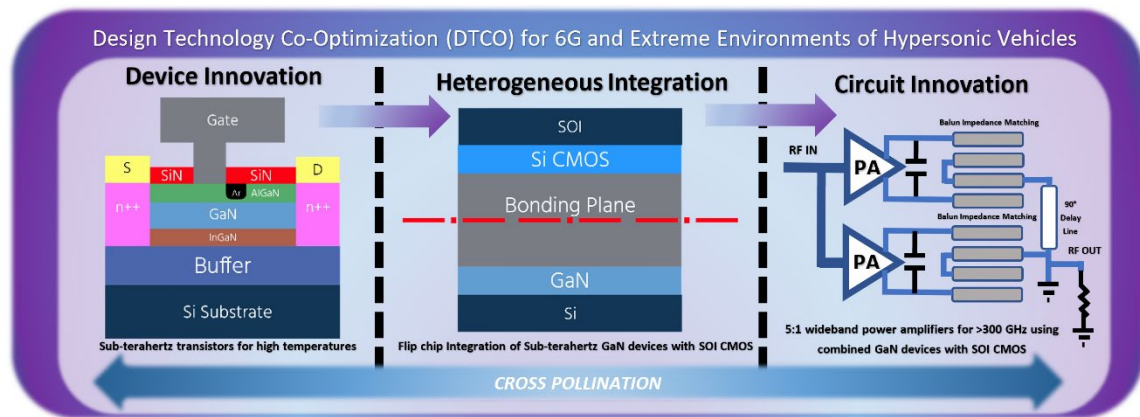 Design Technology Co-Optimization (DTCO) for 6G and Extreme Environments of Hypersonic Vehicles
Device Innovation
Gate
S
SiN
SiN
D
n++
Ar
AlGaN
n++
GaN
InGaN
Buffer
Si Substrate
Sub-terahertz transistors for high temperatures
Heterogeneous Integration
SOI
Si CMOS
Bonding Plane
GaN
Si
Flip chip Integration of Sub-terahertz GaN devices with SOI CMOS
Circuit Innovation
Balun Impedance Matching
RF IN
PA
90°
Delay
Line
Balun Impedance Matching
RF OUT
PA
5:1 wideband power amplifiers for >300 GHz using
combined GaN devices with SOI CMOS
CROSS POLLINATION